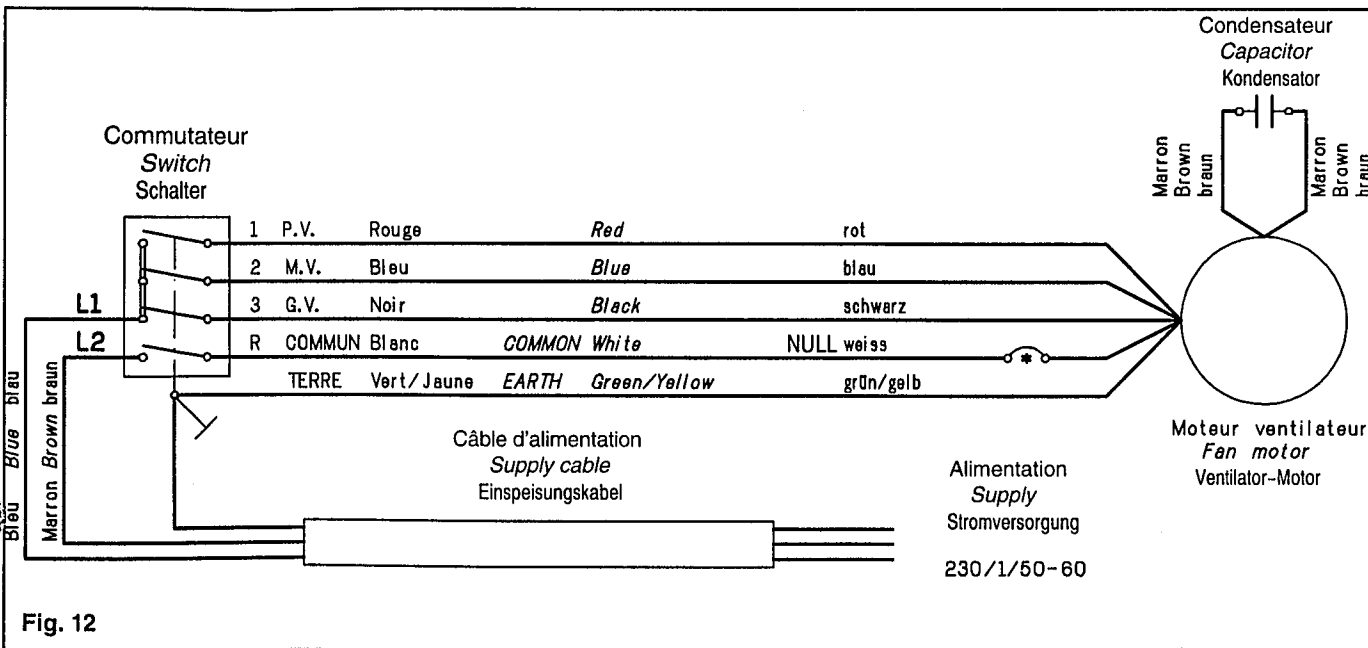 Condensateur
Capacitor
Kondensator
Marron
Brown
braun
Marron
Brown
braun
Commutateur
Switch
Schalter
1 P.V. Rouge Red rot
2 M.V. Bleu Blue blau
L1 3 G.V. Noir Black schwarz
L2 R COMMUN Blanc COMMON White NULL weiss *
TERRE Vert/Jaune EARTH Green/Yellow grün/gelb
Bleu Blue blau
Marron Brown braun
Moteur ventilateur
Fan motor
Ventilator-Motor
Câble d'alimentation
Supply cable
Einspeisungskabel
Alimentation
Supply
Stromversorgung
230/1/50-60
Fig. 12